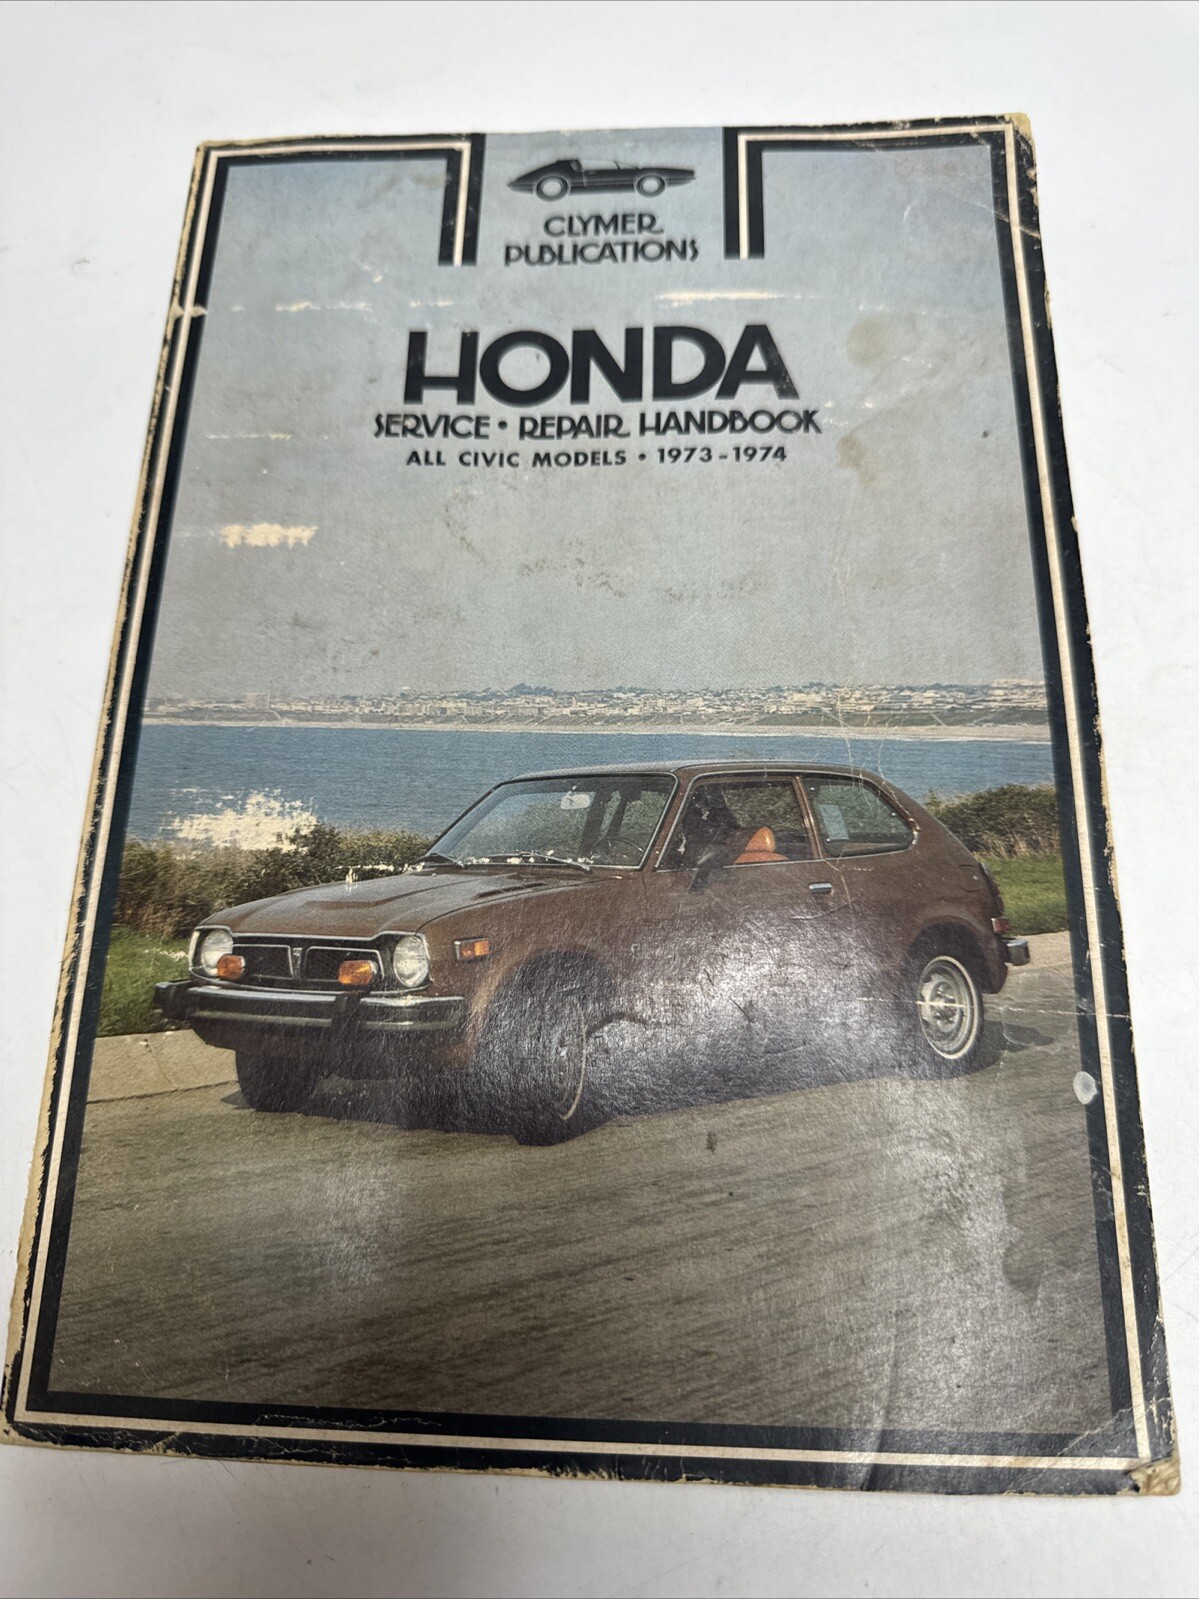 CLYMER
PUBLICATIONS
HONDA
SERVICE • REPAIR HANDBOOK
ALL CIVIC MODELS • 1973-1974